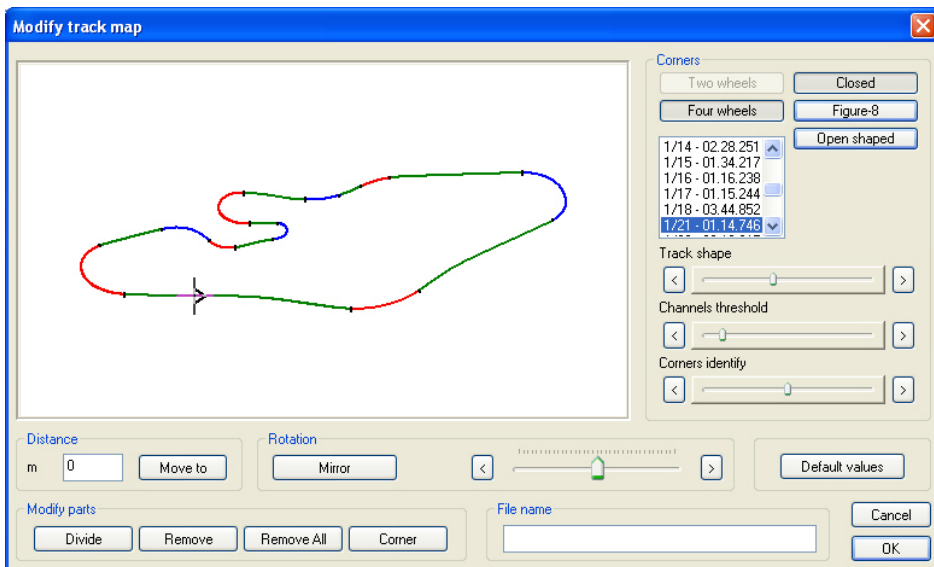 Modify track map
Corners
Two wheels
Closed
Four wheels
Figure-8
Open shaped
1/14 - 02.28.251
1/15 - 01.34.217
1/16 - 01.16.238
1/17 - 01.15.244
1/18 - 03.44.852
1/21 - 01.14.746
Track shape
< >
Channels threshold
< >
Corners identify
< >
Distance
m 0 Move to
Rotation
Mirror < >
Default values
Modify parts
Divide Remove Remove All Corner
File name
Cancel
OK